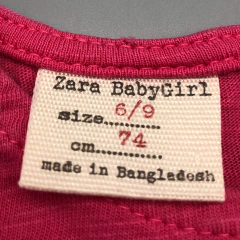 Zara BabyGirl
6/9
size............
74
cm............
made in Bangladesh